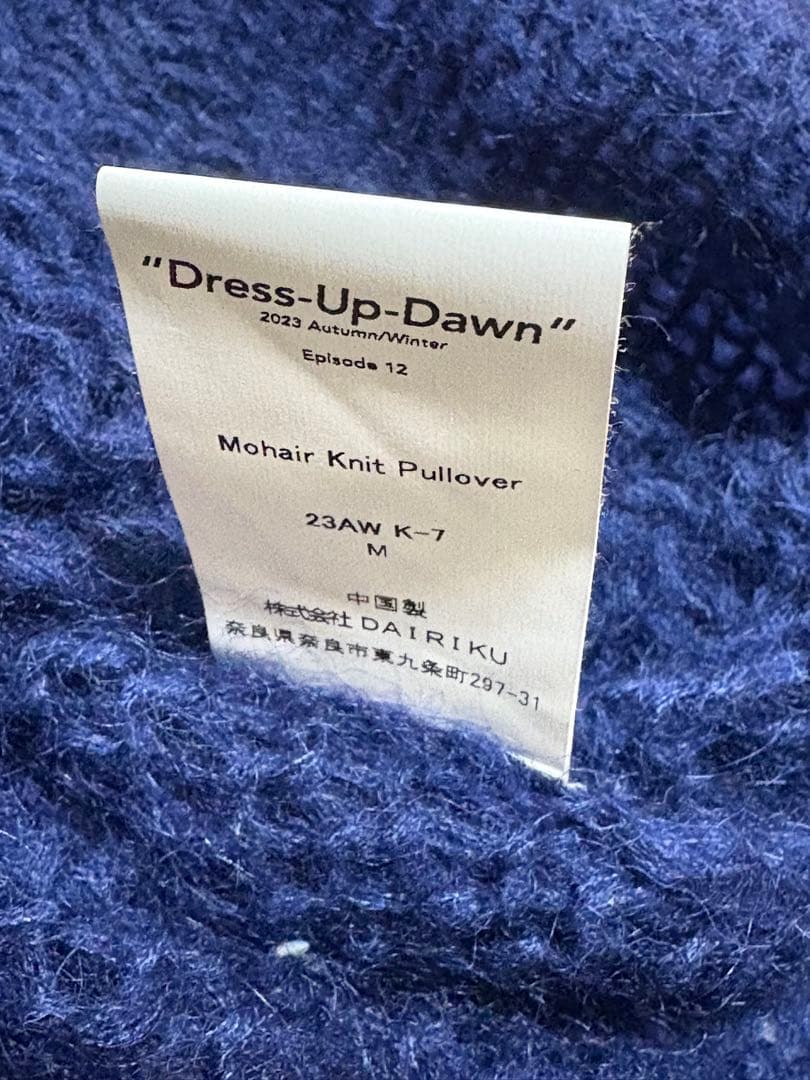 "Dress-Up-Dawn"
2023 Autumn/Winter
Episode 12
Mohair Knit Pullover
23AW K-7
M
中国製
株式会社 DAIRIKU
奈良県奈良市東九条町297-31